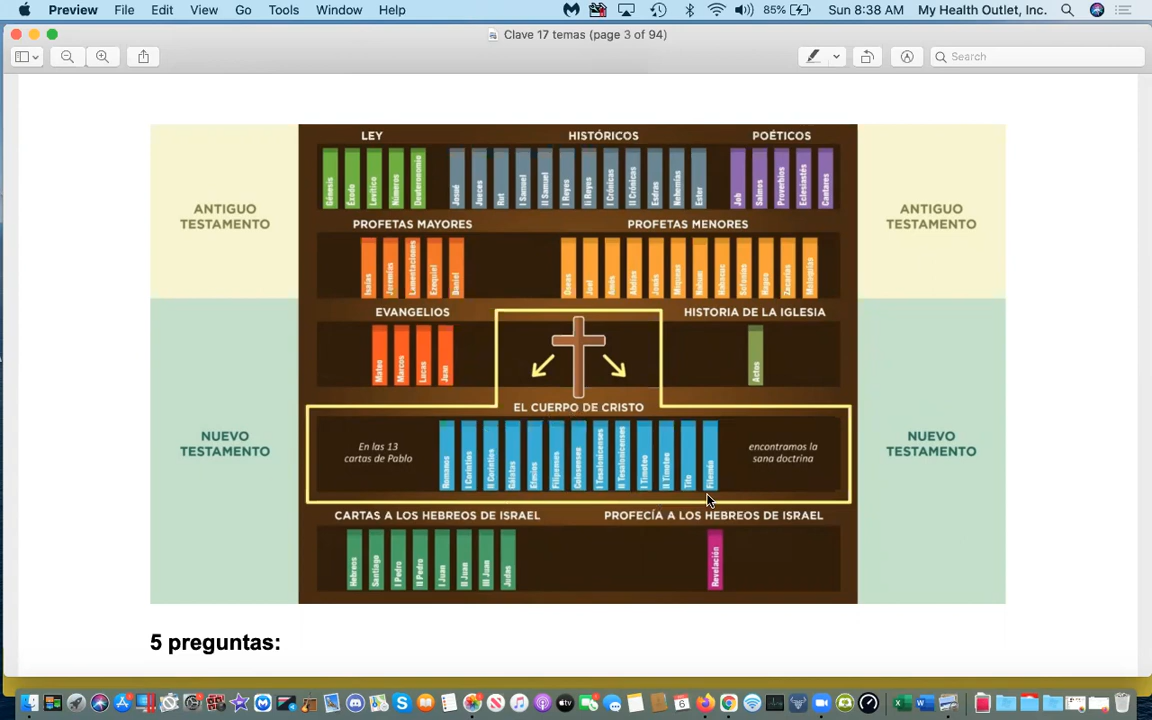 Preview File Edit View Go Tools Window Help 85% Sun 8:38 AM My Health Outlet, Inc.
Clave 17 temas (page 3 of 94)
Search
LEY HISTÓRICOS POÉTICOS
Génesis Exodo Levítico Números Deuteronomio Josué Jueces Rut I Samuel II Samuel I Reyes II Reyes I Crónicas II Crónicas Esdras Nehemias Ester Job Salmos Proverbios Eclesiastés Cantares
ANTIGUO
TESTAMENTO
ANTIGUO
TESTAMENTO
PROFETAS MAYORES PROFETAS MENORES
Isaías Jeremías Lamentaciones Ezequiel Daniel Oseas Joel Amós Abdías Jonás Miqueas Nahum Habacuc Sofonías Hageo Zacarías Malaquías
EVANGELIOS HISTORIA DE LA IGLESIA
Mateo Marcos Lucas Juan Actos
EL CUERPO DE CRISTO
NUEVO
TESTAMENTO
En las 13
cartas de Pablo
Romanos I Corintios II Corintios Gálatas Efesios Filipenses Colosenses I Tesalonicenses II Tesalonicenses I Timoteo II Timoteo Tito Filemón
encontramos la
sana doctrina
NUEVO
TESTAMENTO
CARTAS A LOS HEBREOS DE ISRAEL PROFECÍA A LOS HEBREOS DE ISRAEL
Hebreos Santiago I Pedro II Pedro I Juan II Juan III Juan Judas Revelación
5 preguntas: